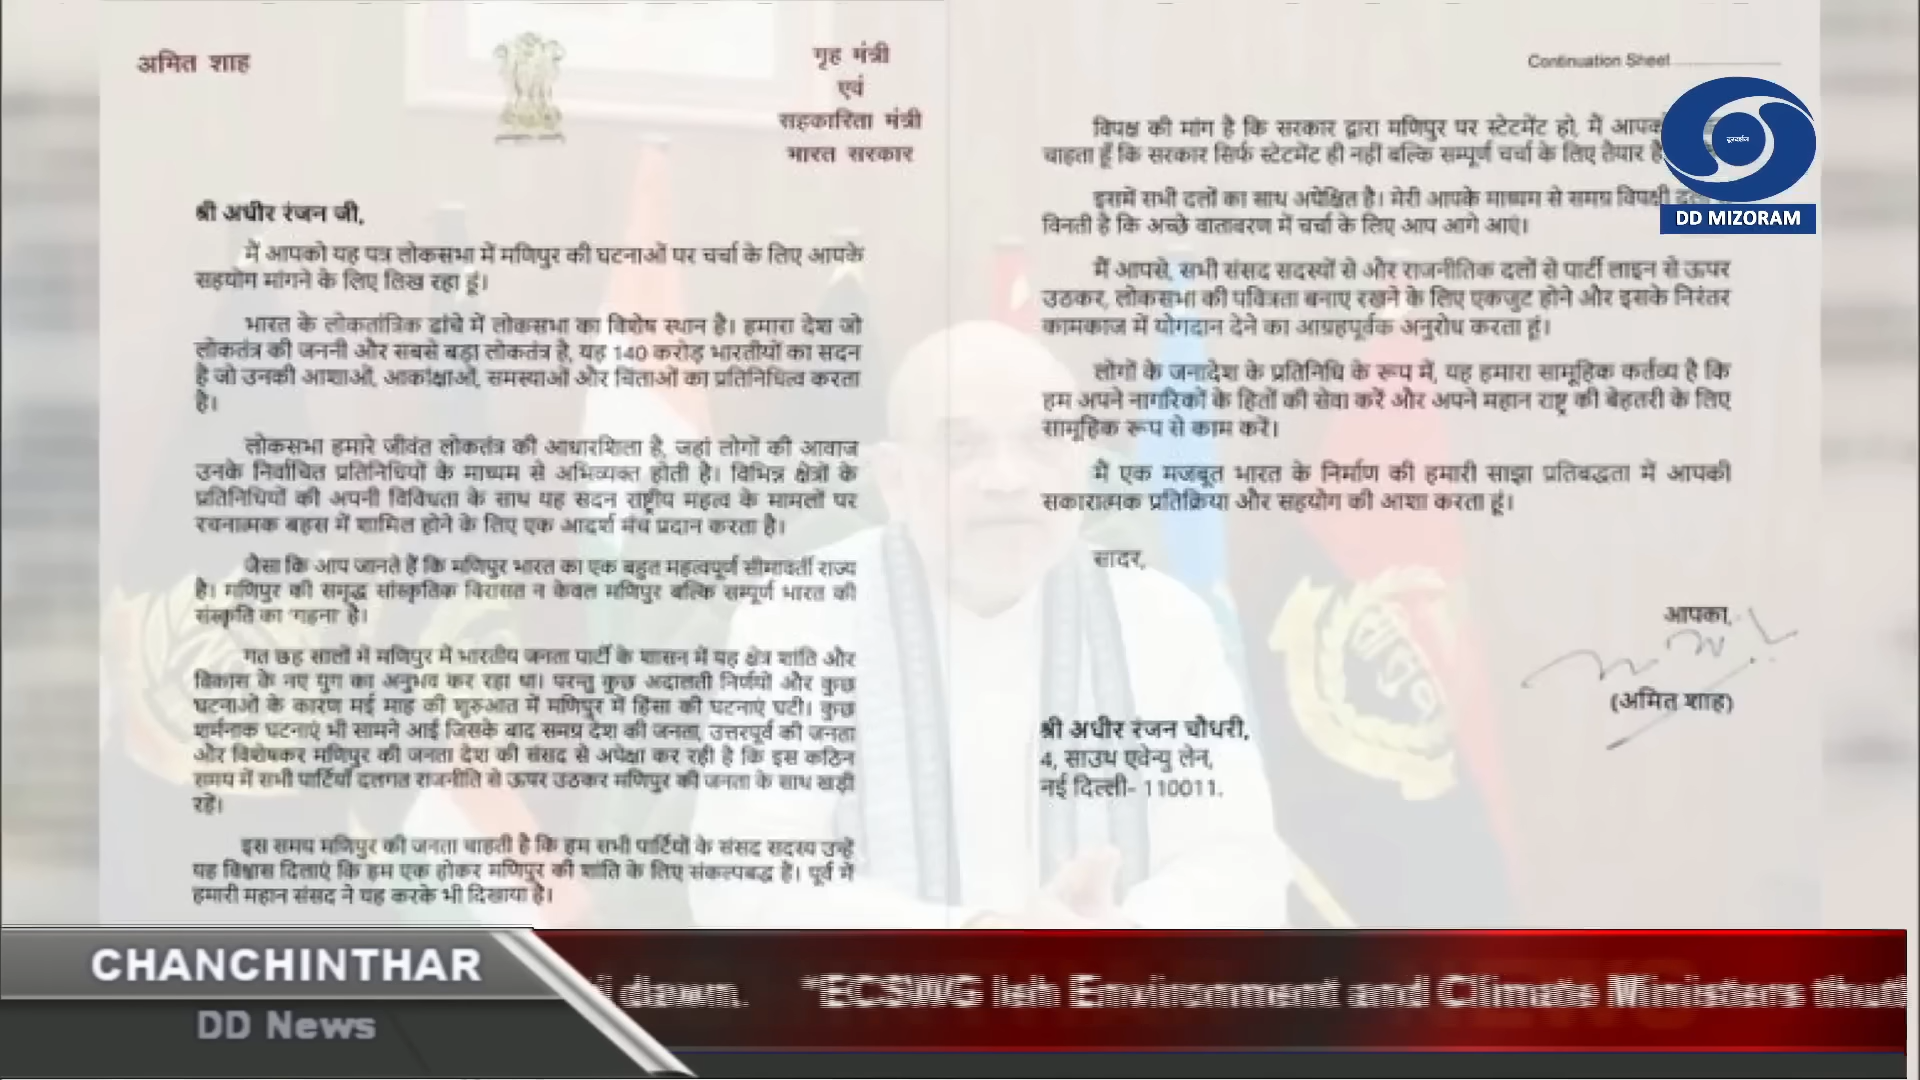 अमित शाह
गृह मंत्री
एवं
सहकारिता मंत्री
भारत सरकार
श्री अधीर रंजन जी,
में आपको यह पत्र लोकसभा में मणिपुर की घटनाओं पर चर्चा के लिए आपके
सहयोग मांगने के लिए लिख रहा हूं।
भारत के लोकतांत्रिक ढांचे में लोकसभा का विशेष स्थान है। हमारा देश जो
लोकतंत्र की जननी और सबसे बड़ा लोकतंत्र है, यह 140 करोड़ भारतीयों का सदन
है जो उनकी आशाओं, आकांक्षाओं, समस्याओं और चिंताओं का प्रतिनिधित्व करता
है।
लोकसभा हमारे जीवंत लोकतंत्र की आधारशिला है, जहां लोगों की आवाज
उनके निर्वाचित प्रतिनिधियों के माध्यम से अभिव्यक्त होती है। विभिन्न क्षेत्रों के
प्रतिनिधियों की अपनी विविधता के साथ यह सदन राष्ट्रीय महत्व के मामलों पर
रचनात्मक बहस में शामिल होने के लिए एक आदर्श मंच प्रदान करता है।
जैसा कि आप जानते हैं कि मणिपुर भारत का एक बहुत महत्वपूर्ण सीमावर्ती राज्य
है। मणिपुर की समृद्ध सांस्कृतिक विरासत न केवल मणिपुर बल्कि सम्पूर्ण भारत की
संस्कृति का 'गहना' है।
गत छह सालों में मणिपुर में भारतीय जनता पार्टी के शासन में यह क्षेत्र शांति और
विकास के नए युग का अनुभव कर रहा था। परन्तु कुछ अदालती निर्णयों और कुछ
घटनाओं के कारण मई माह की शुरुआत में मणिपुर में हिंसा की घटनाएं घटी। कुछ
शर्मनाक घटनाएं भी सामने आई जिसके बाद समग्र देश की जनता, उत्तरपूर्व की जनता
और विशेषकर मणिपुर की जनता देश की संसद से अपेक्षा कर रही है कि इस कठिन
समय में सभी पार्टियाँ दलगत राजनीति से ऊपर उठकर मणिपुर की जनता के साथ खड़ी
रहें।
इस समय मणिपुर की जनता चाहती है कि हम सभी पार्टियों के संसद सदस्य उन्हें
यह विश्वास दिलाएं कि हम एक होकर मणिपुर की शांति के लिए संकल्पबद्ध हैं। पूर्व में
हमारी महान संसद ने यह करके भी दिखाया है।
Continuation Sheet
विपक्ष की मांग है कि सरकार द्वारा मणिपुर पर स्टेटमेंट हो, में
चाहता हूँ कि सरकार सिर्फ स्टेटमेंट ही नहीं बल्कि सम्पूर्ण चर्चा के लिए तैयार है
इसमें सभी दलों का साथ अपेक्षित है। मेरी आपके माध्यम से समग्र विपक्षी
विनती है कि अच्छे वातावरण में चर्चा के लिए आप आगे आएं।
मैं आपसे, सभी संसद सदस्यों से और राजनीतिक दलों से पार्टी लाइन से ऊपर
उठकर, लोकसभा की पवित्रता बनाए रखने के लिए एकजुट होने और इसके निरंतर
कामकाज में योगदान देने का आग्रहपूर्वक अनुरोध करता हूं।
लोगों के जनादेश के प्रतिनिधि के रूप में, यह हमारा सामूहिक कर्तव्य है कि
हम अपने नागरिकों के हितों की सेवा करें और अपने महान राष्ट्र की बेहतरी के लिए
सामूहिक रूप से काम करें।
मैं एक मजबूत भारत के निर्माण की हमारी साझा प्रतिबद्धता में आपकी
सकारात्मक प्रतिक्रिया और सहयोग की आशा करता हूं।
सादर,
आपका,
(अमित शाह)
श्री अधीर रंजन चौधरी,
4, साउथ एवेन्यु लेन,
नई दिल्ली- 110011.
दूरदर्शन
DD MIZORAM
CHANCHINTHAR
DD News
dawn. *ECSWG leh Environment and Climate Ministers